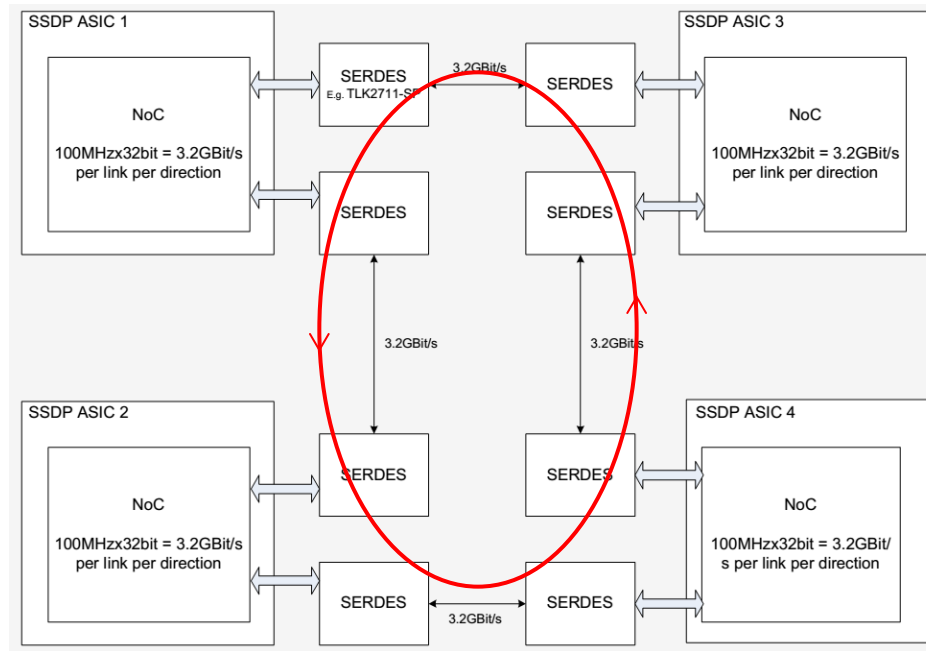 SSDP ASIC 1
NoC
100MHzx32bit = 3.2GBit/s
per link per direction
SERDES
E.g. TLK2711-SP
3.2GBit/s
SERDES
SSDP ASIC 3
NoC
100MHzx32bit = 3.2GBit/s
per link per direction
SERDES
SERDES
3.2GBit/s
3.2GBit/s
SSDP ASIC 2
NoC
100MHzx32bit = 3.2GBit/s
per link per direction
SERDES
SERDES
SSDP ASIC 4
NoC
100MHzx32bit = 3.2GBit/
s per link per direction
SERDES
3.2GBit/s
SERDES